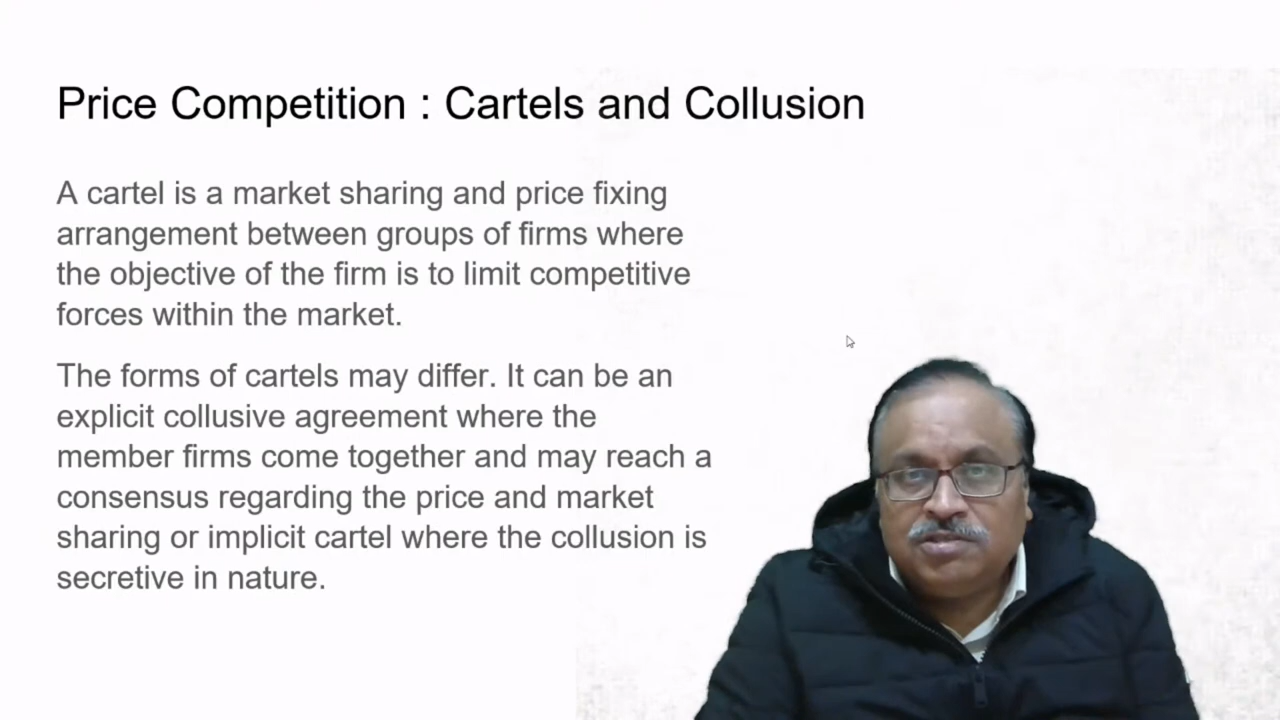 Price Competition : Cartels and Collusion
A cartel is a market sharing and price fixing
arrangement between groups of firms where
the objective of the firm is to limit competitive
forces within the market.
The forms of cartels may differ. It can be an
explicit collusive agreement where the
member firms come together and may reach a
consensus regarding the price and market
sharing or implicit cartel where the collusion is
secretive in nature.